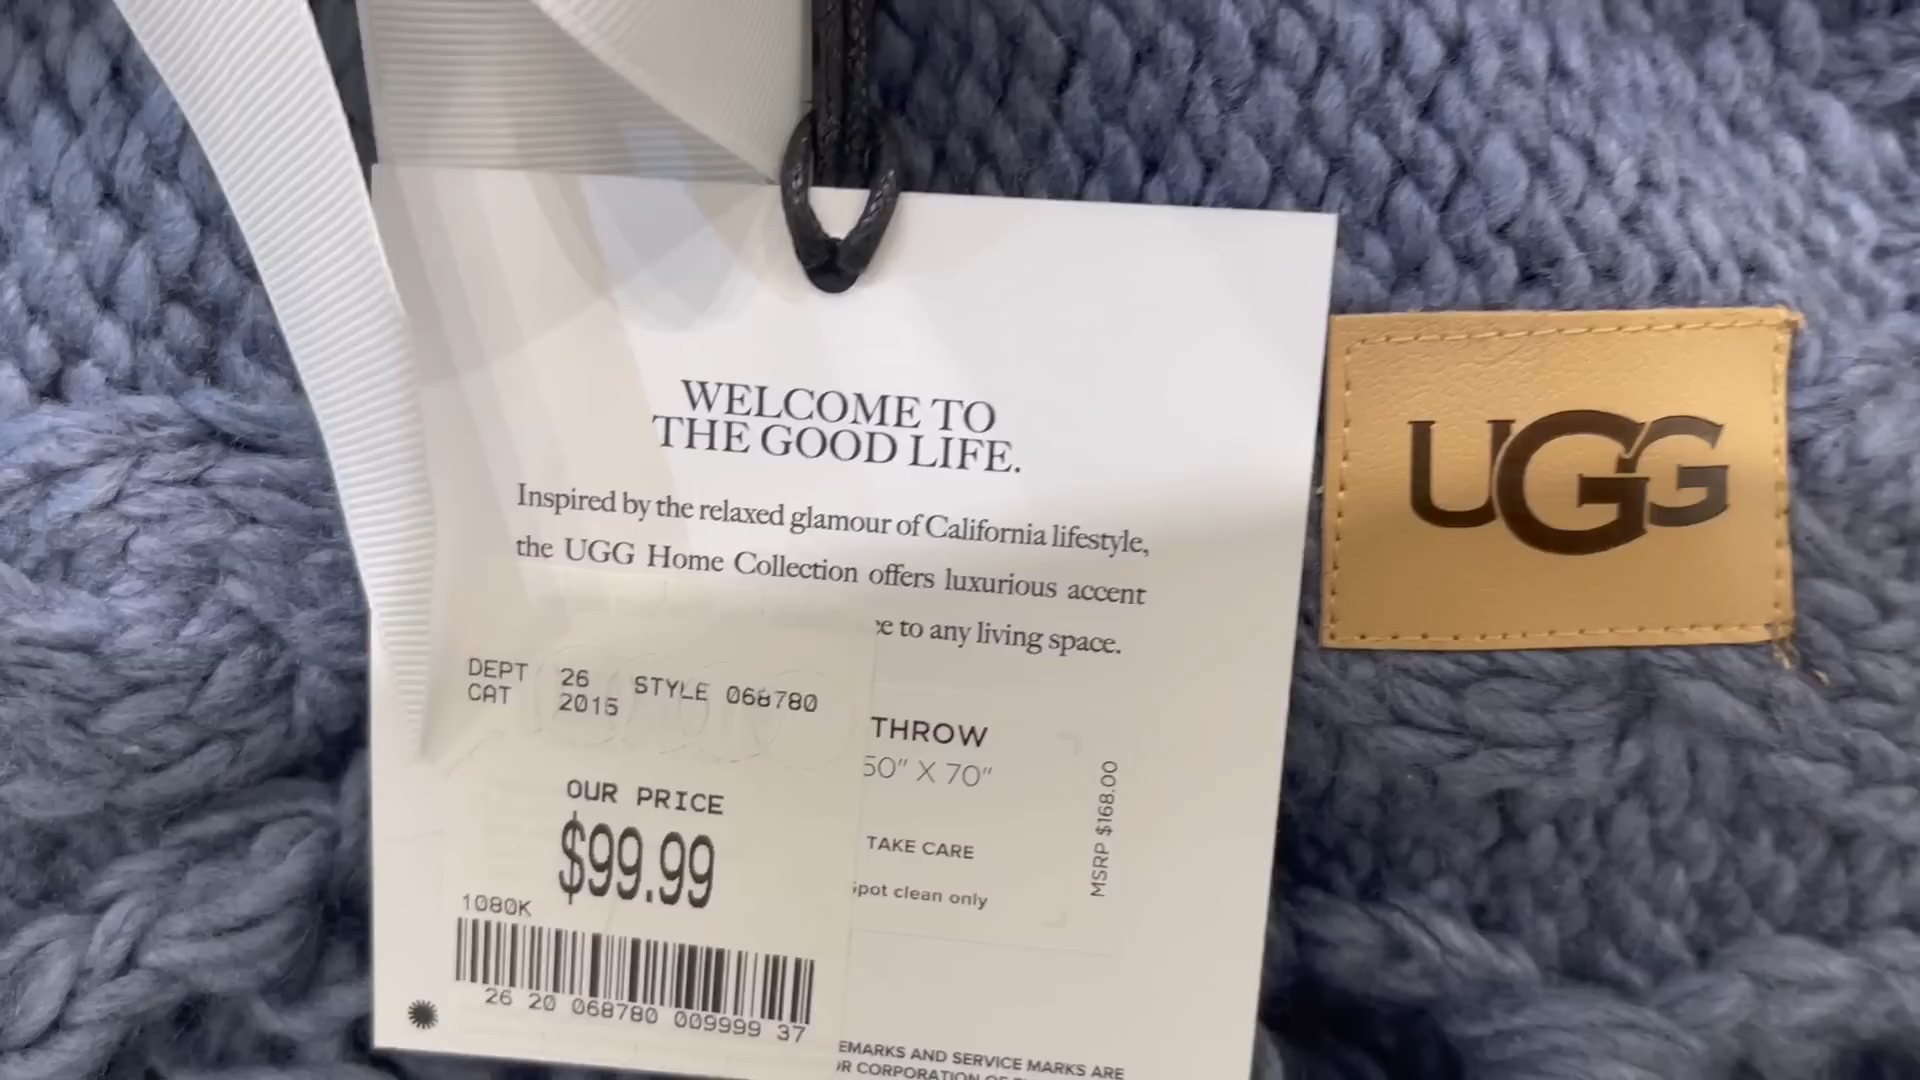 WELCOME TO
THE GOOD LIFE.
Inspired by the relaxed glamour of California lifestyle,
the UGG Home Collection offers luxurious accent
to any living space.
UGG
DEPT 26 STYLE 068780
CAT 2015
OUR PRICE
$99.99
1080K
26 20 068780 009999 37
THROW
50" X 70"
TAKE CARE
Spot clean only
MSRP $168.00
AND SERVICE MARKS ARE
CORPORATION